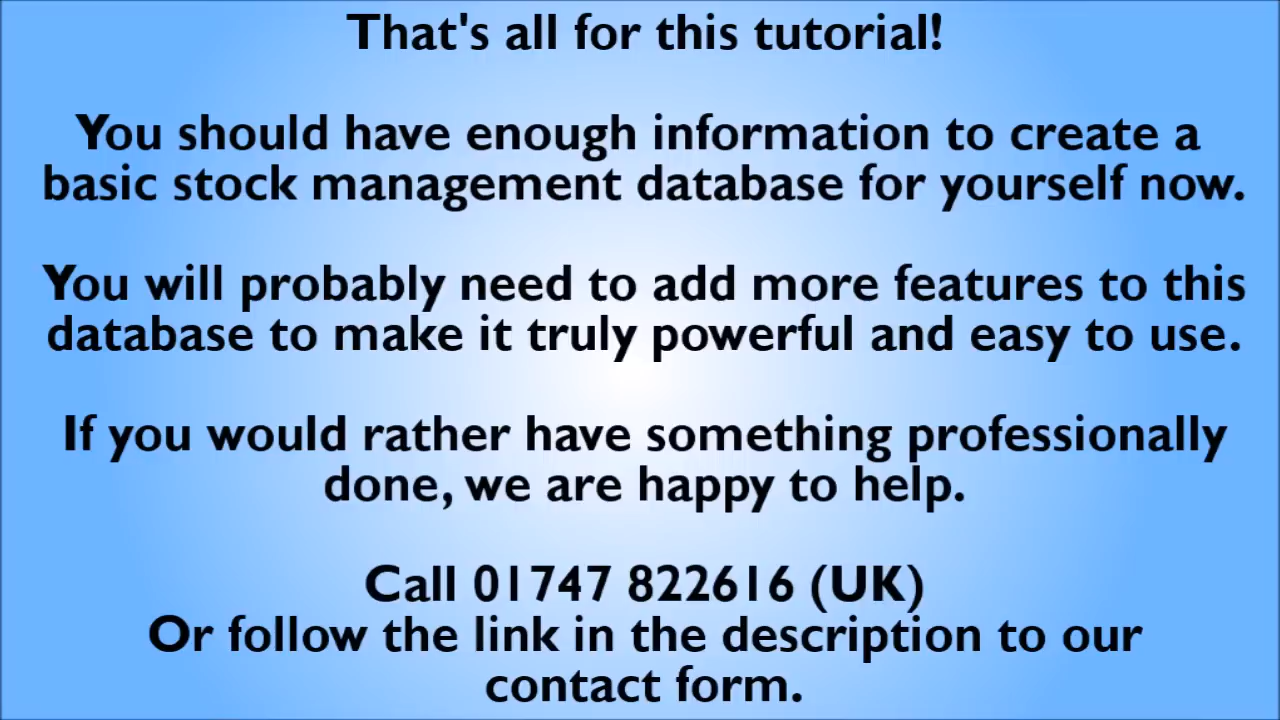 That's all for this tutorial!
You should have enough information to create a
basic stock management database for yourself now.
You will probably need to add more features to this
database to make it truly powerful and easy to use.
If you would rather have something professionally
done, we are happy to help.
Call 01747 822616 (UK)
Or follow the link in the description to our
contact form.